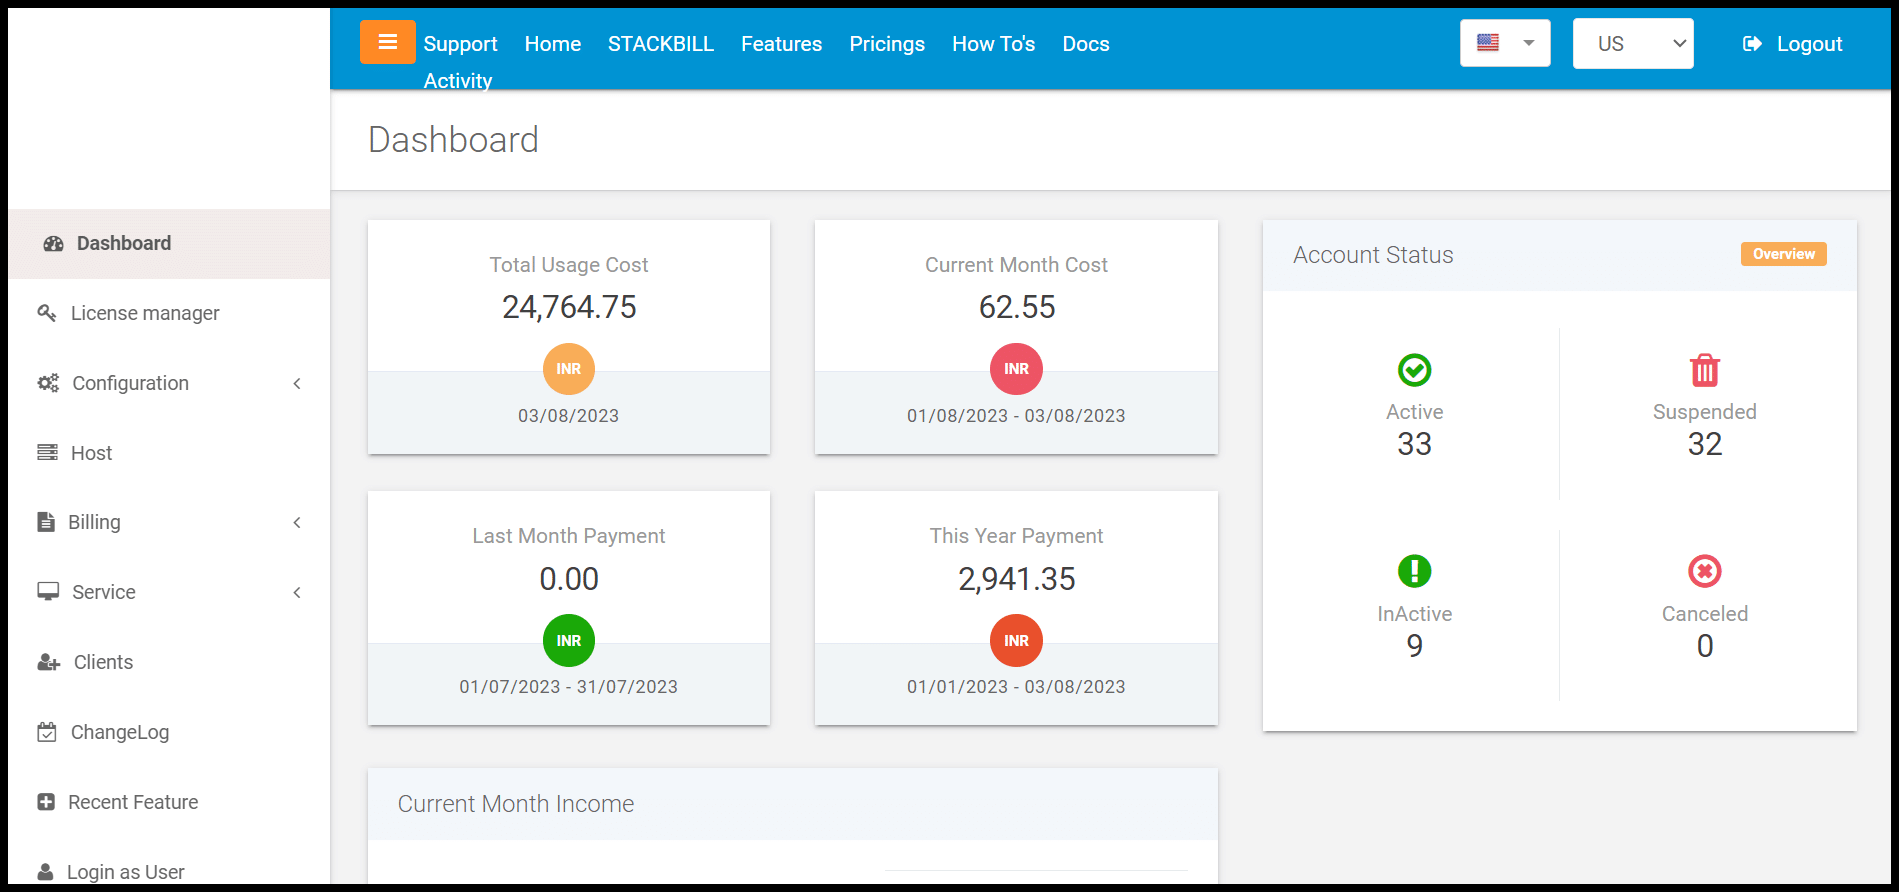 Support Home STACKBILL Features Pricings How To's Docs
Activity
US
Logout
Dashboard
Dashboard
License manager
Configuration
Host
Billing
Service
Clients
ChangeLog
Recent Feature
Login as User
Total Usage Cost
24,764.75
INR
03/08/2023
Current Month Cost
62.55
INR
01/08/2023 - 03/08/2023
Last Month Payment
0.00
INR
01/07/2023 - 31/07/2023
This Year Payment
2,941.35
INR
01/01/2023 - 03/08/2023
Account Status
Overview
Active
33
Suspended
32
InActive
9
Canceled
0
Current Month Income